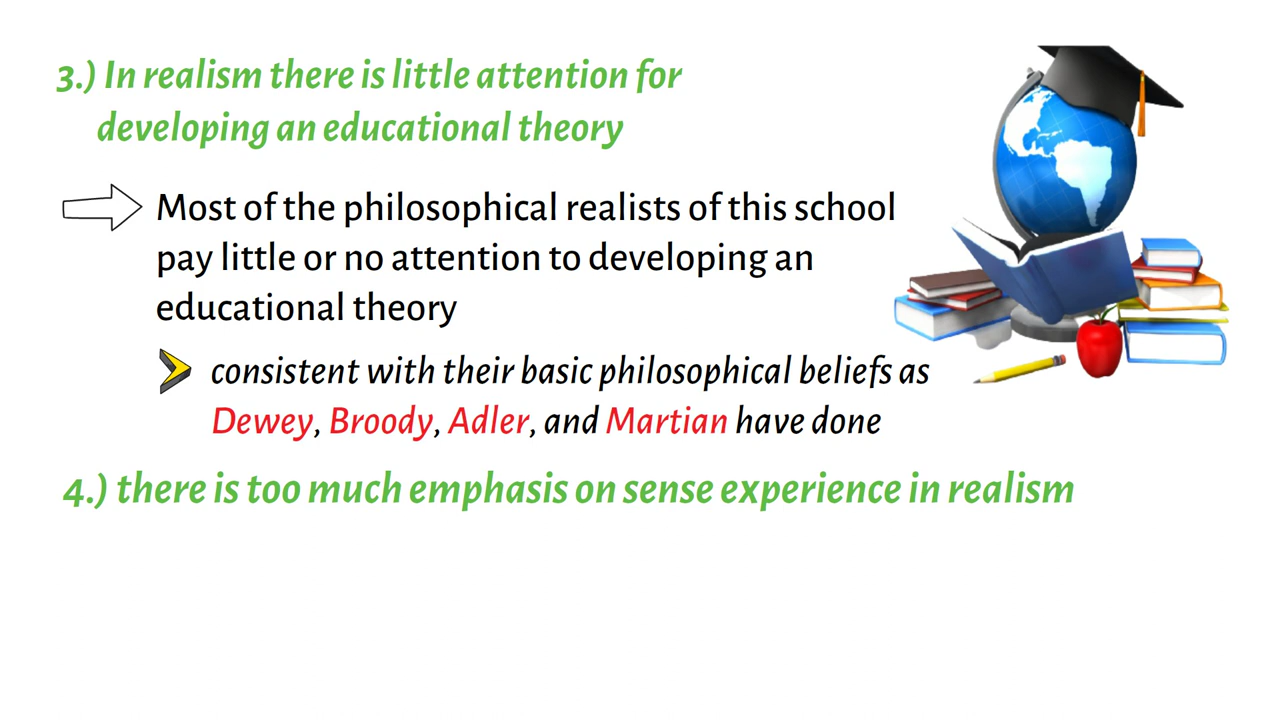 3.) In realism there is little attention for
developing an educational theory
Most of the philosophical realists of this school
pay little or no attention to developing an
educational theory
consistent with their basic philosophical beliefs as
Dewey, Broody, Adler, and Martian have done
4.) there is too much emphasis on sense experience in realism